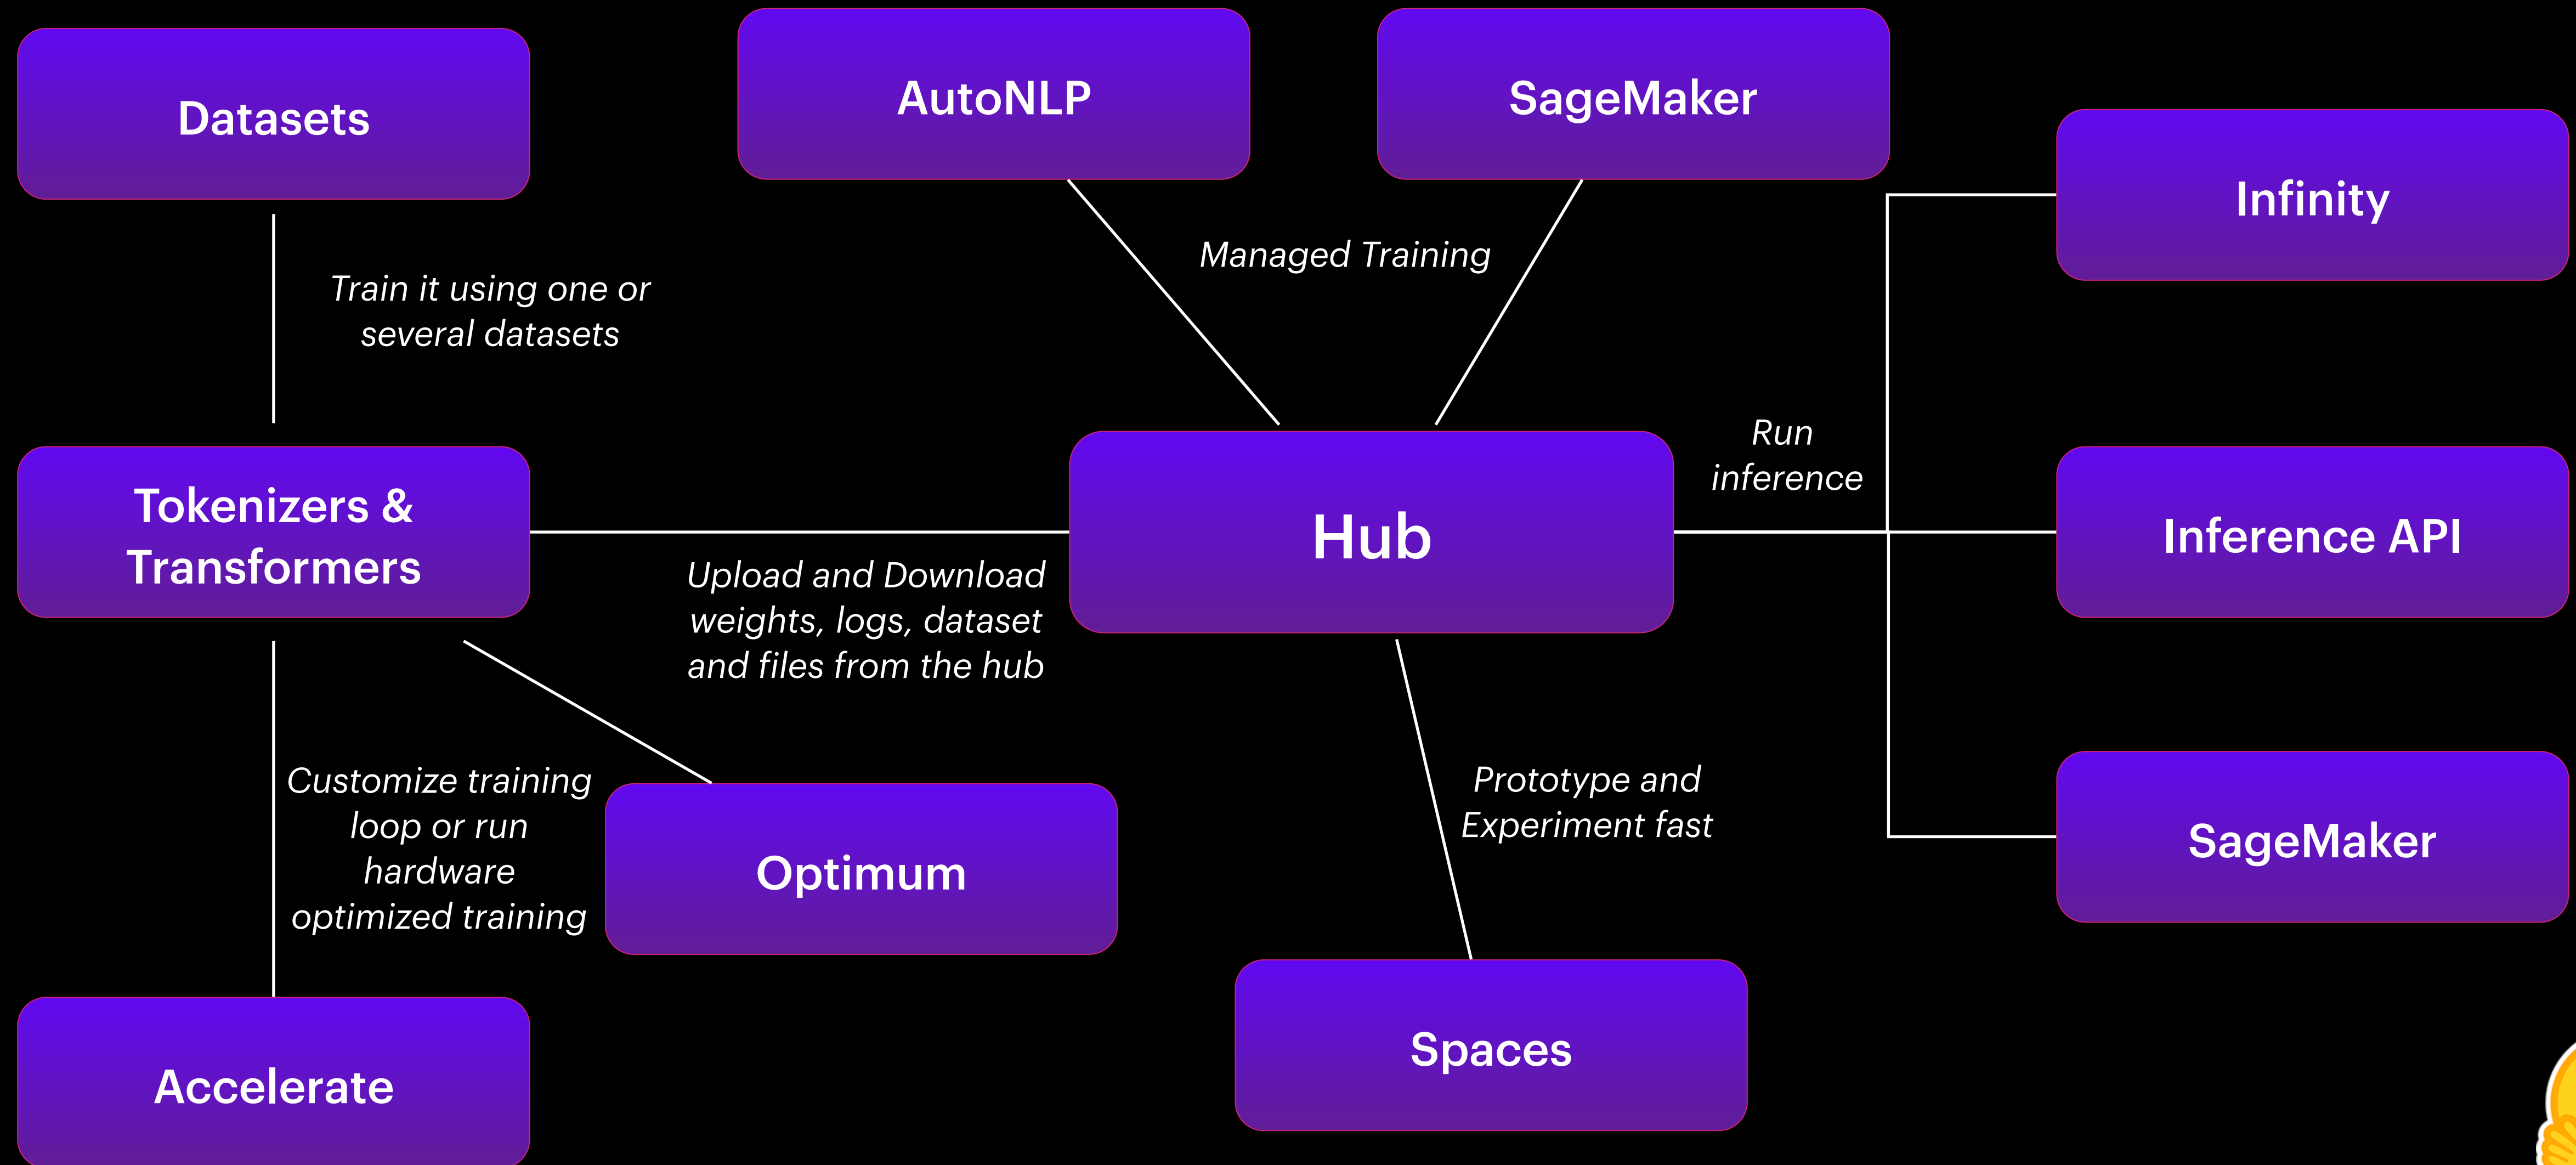 Datasets
AutoNLP
SageMaker
Infinity
Managed Training
Train it using one or
several datasets
Run
inference
Tokenizers &
Transformers
Hub
Inference API
Upload and Download
weights, logs, dataset
and files from the hub
Customize training
loop or run
hardware
optimized training
Optimum
Prototype and
Experiment fast
SageMaker
Accelerate
Spaces